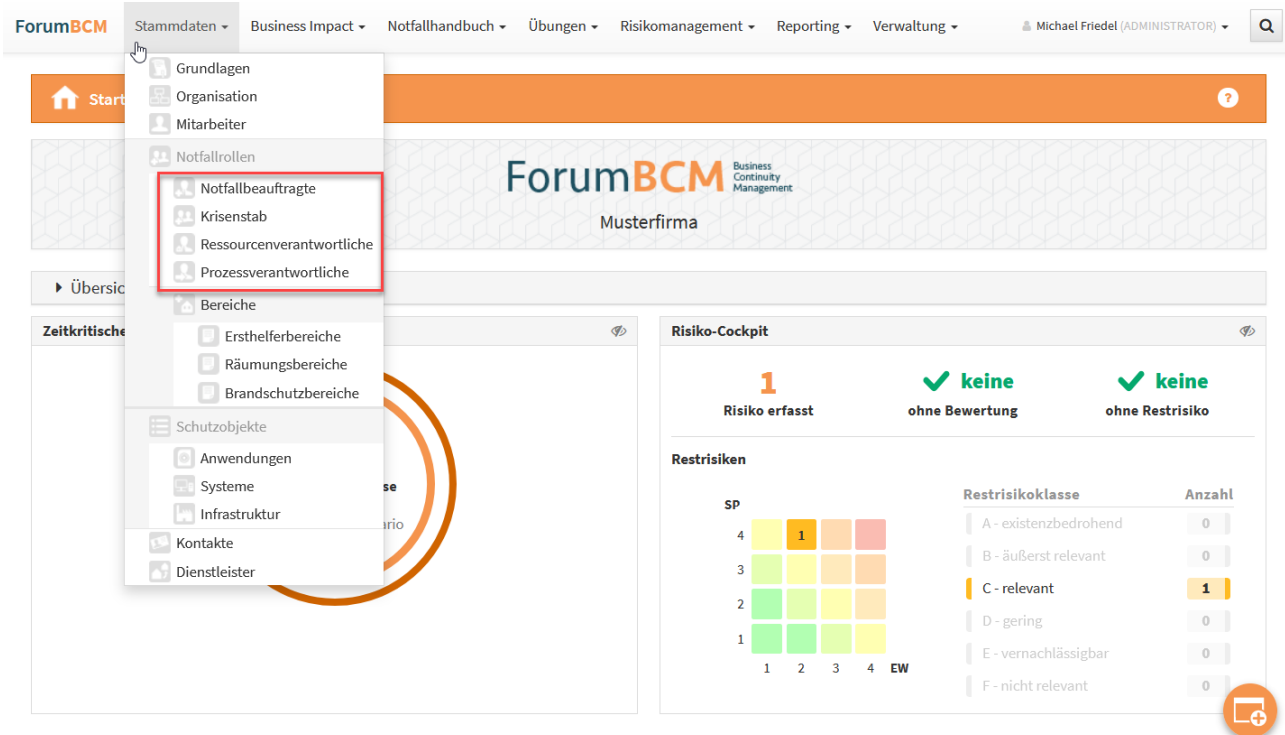 ForumBCM Stammdaten Business Impact Notfallhandbuch Übungen Risikomanagement Reporting Verwaltung Michael Friedel (ADMINISTRATOR)
Grundlagen
Organisation
Mitarbeiter
Notfallrollen
Notfallbeauftragte
Krisenstab
Ressourcenverantwortliche
Prozessverantwortliche
Bereiche
Ersthelferbereiche
Räumungsbereiche
Brandschutzbereiche
Schutzobjekte
Anwendungen
Systeme
Infrastruktur
Kontakte
Dienstleister
Start
?
ForumBCM Business
Continuity
Management
Musterfirma
Übersic
Zeitkritische
se
ario
Risiko-Cockpit
1 keine keine
Risiko erfasst ohne Bewertung ohne Restrisiko
Restrisiken
SP
4 1
3
2
1
1 2 3 4 EW
Restrisikoklasse Anzahl
A - existenzbedrohend 0
B - äußerst relevant 0
C - relevant 1
D - gering 0
E - vernachlässigbar 0
F - nicht relevant 0